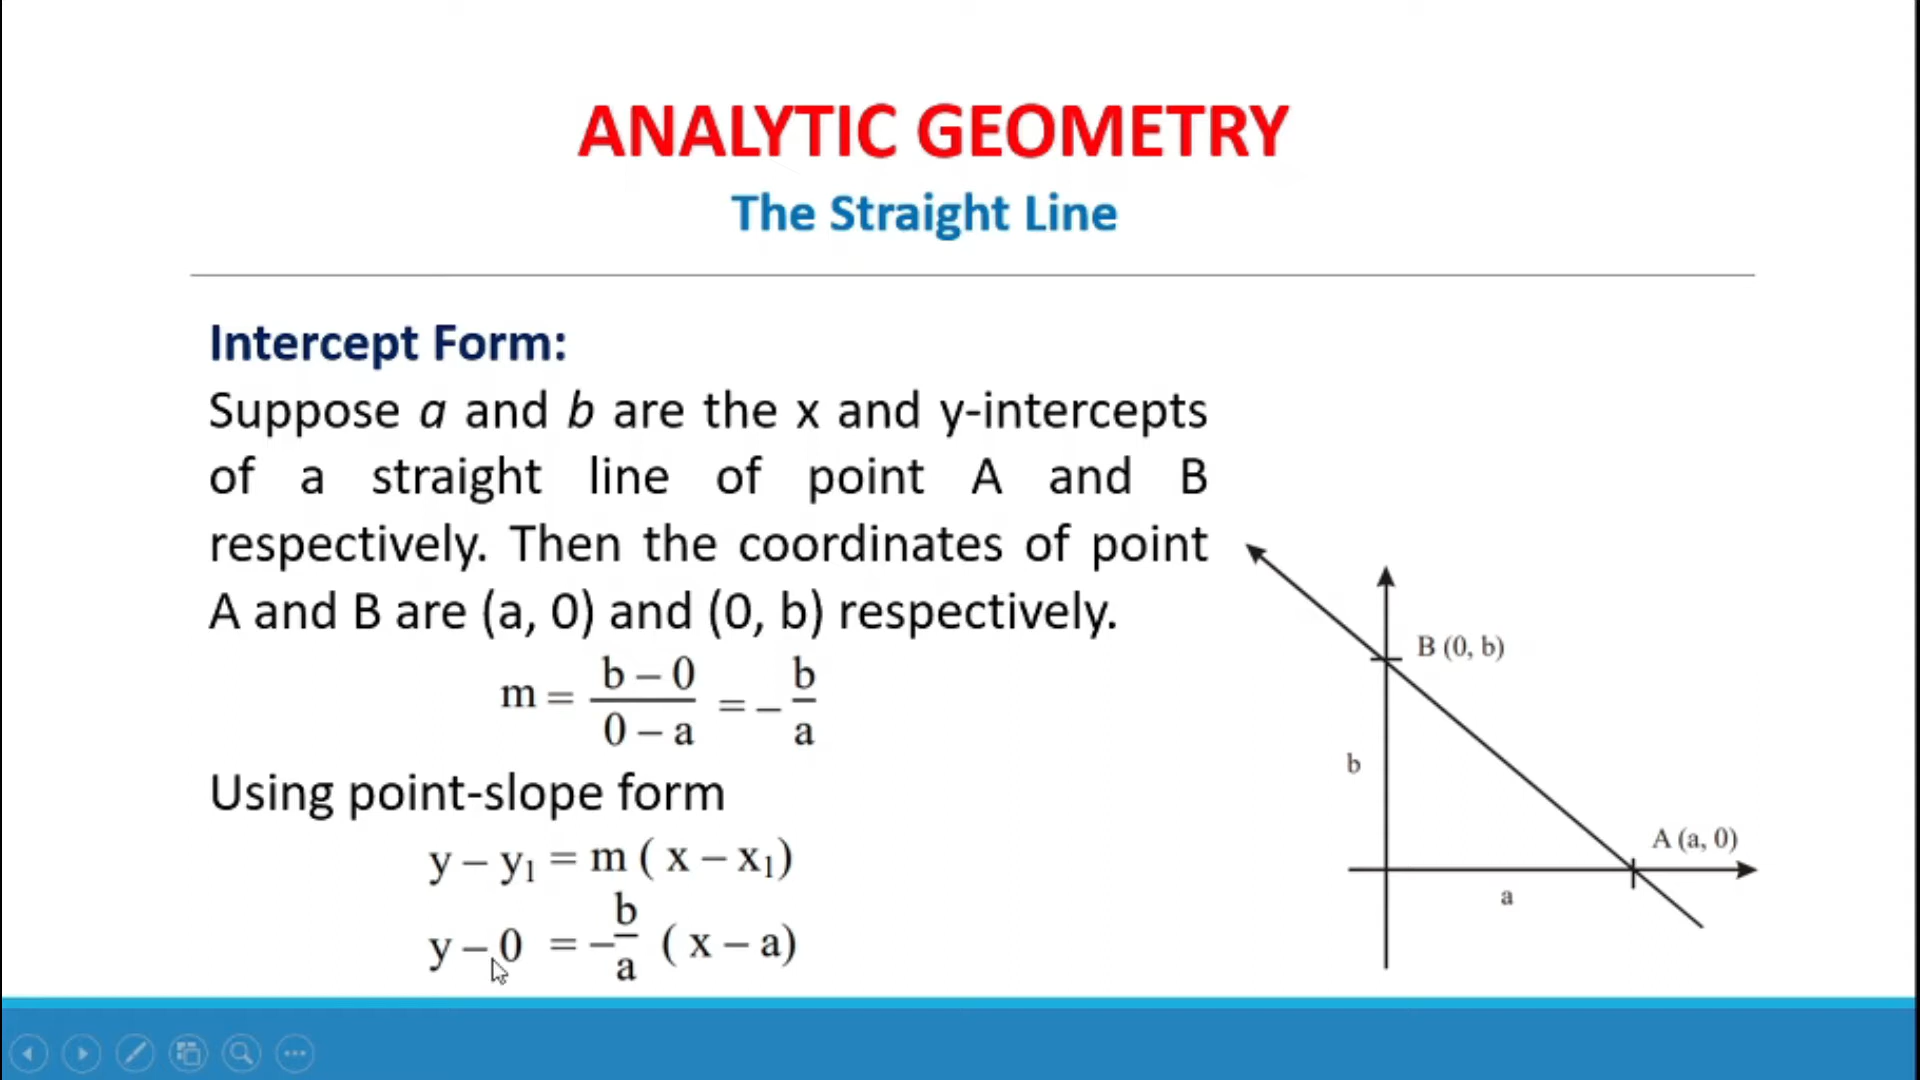 ANALYTIC GEOMETRY
The Straight Line
Intercept Form:
Suppose a and b are the x and y-intercepts
of a straight line of point A and B
respectively. Then the coordinates of point
A and B are (a, 0) and (0, b) respectively.
m = b – 0 / 0 – a = – b / a
Using point-slope form
y – y₁ = m ( x – x₁)
y – 0 = – b / a ( x – a)
B (0, b)
b
A (a, 0)
a